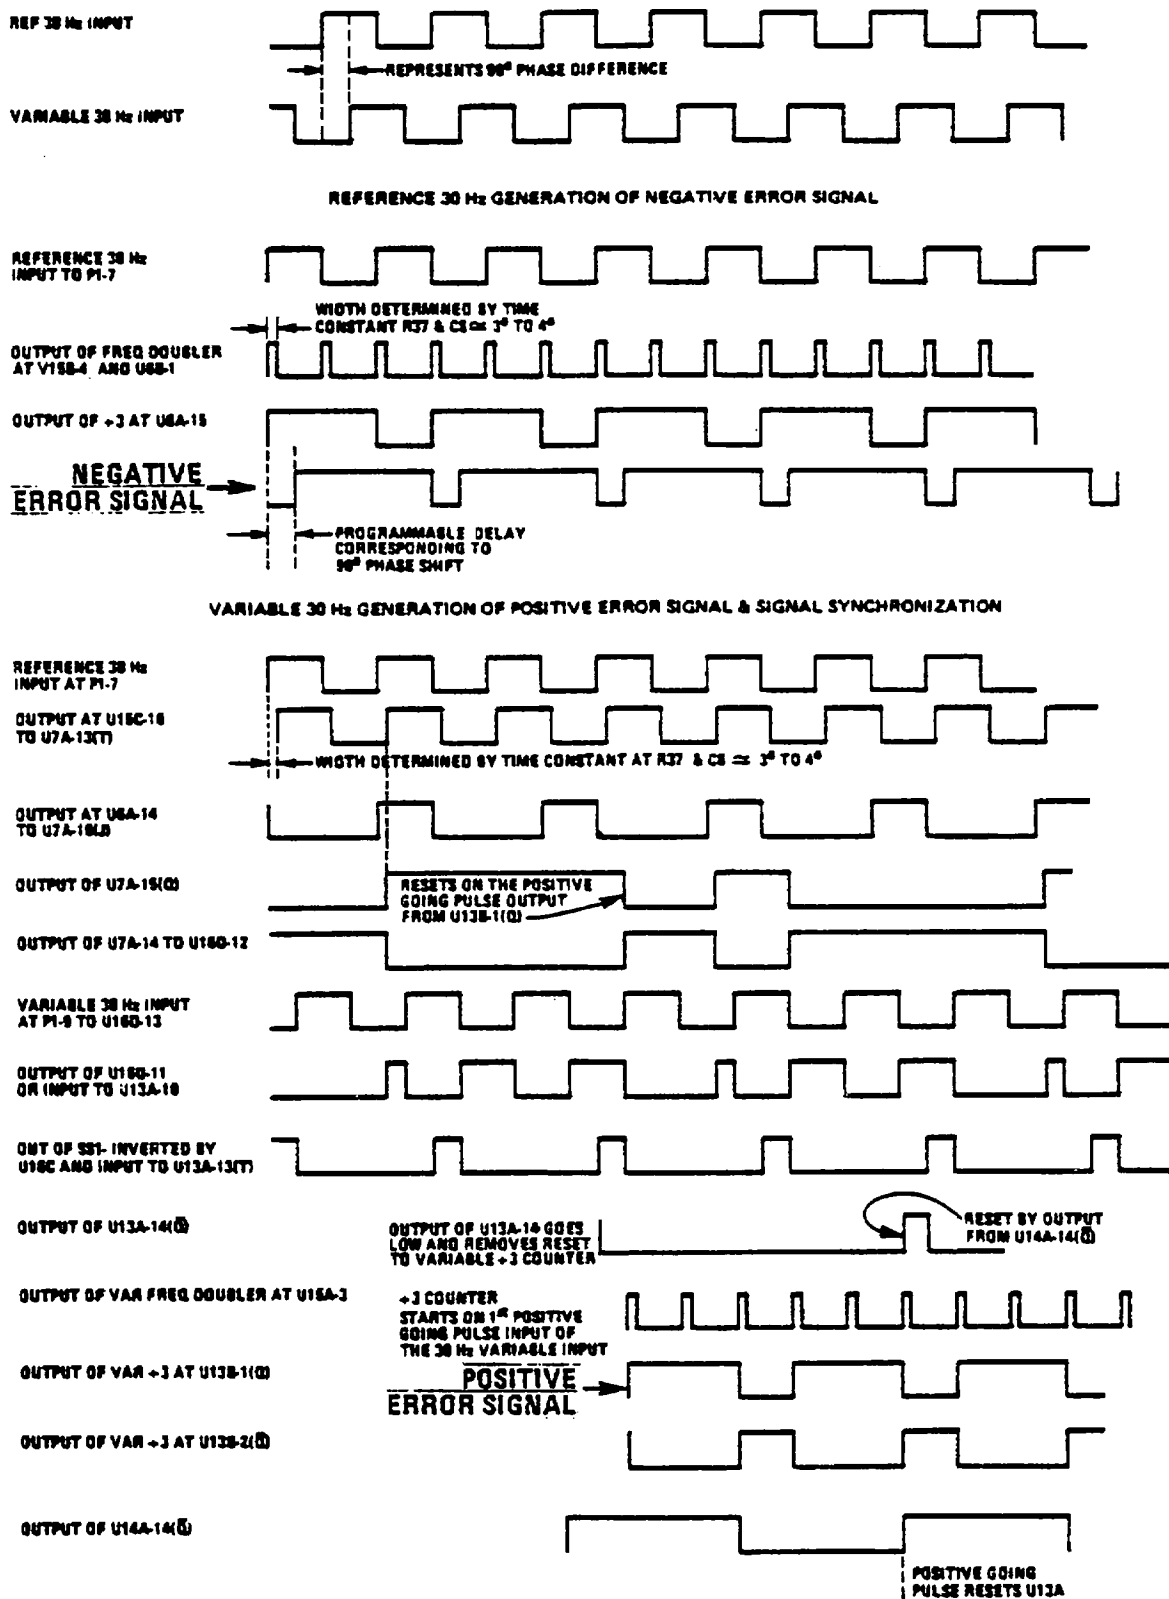 REF 30 Hz INPUT
REPRESENTS 90° PHASE DIFFERENCE
VARIABLE 30 Hz INPUT
REFERENCE 30 Hz GENERATION OF NEGATIVE ERROR SIGNAL
REFERENCE 30 Hz
INPUT TO P1-7
WIDTH DETERMINED BY TIME
CONSTANT R37 & C8 ≃ 3° TO 4°
OUTPUT OF FREQ DOUBLER
AT V15B-4 AND U6B-1
OUTPUT OF ÷3 AT U6A-15
NEGATIVE
ERROR SIGNAL
PROGRAMMABLE DELAY
CORRESPONDING TO
90° PHASE SHIFT
VARIABLE 30 Hz GENERATION OF POSITIVE ERROR SIGNAL & SIGNAL SYNCHRONIZATION
REFERENCE 30 Hz
INPUT AT P1-7
OUTPUT AT U15C-10
TO U7A-13(T)
WIDTH DETERMINED BY TIME CONSTANT AT R37 & C8 ≃ 3° TO 4°
OUTPUT AT U6A-14
TO U7A-10(J)
OUTPUT OF U7A-15(Q)
RESETS ON THE POSITIVE
GOING PULSE OUTPUT
FROM U13B-1(Q)
OUTPUT OF U7A-14 TO U16D-12
VARIABLE 30 Hz INPUT
AT P1-9 TO U16D-13
OUTPUT OF U16D-11
OR INPUT TO U13A-10
OUT OF SS1- INVERTED BY
U16C AND INPUT TO U13A-13(T)
OUTPUT OF U13A-14(Q̅)
OUTPUT OF U13A-14 GOES
LOW AND REMOVES RESET
TO VARIABLE ÷3 COUNTER
RESET BY OUTPUT
FROM U14A-14(Q̅)
OUTPUT OF VAR FREQ DOUBLER AT U15A-3
÷3 COUNTER
STARTS ON 1ST POSITIVE
GOING PULSE INPUT OF
THE 30 Hz VARIABLE INPUT
OUTPUT OF VAR ÷3 AT U13B-1(Q)
POSITIVE
ERROR SIGNAL
OUTPUT OF VAR ÷3 AT U13B-2(Q̅)
OUTPUT OF U14A-14(Q̅)
POSITIVE GOING
PULSE RESETS U13A